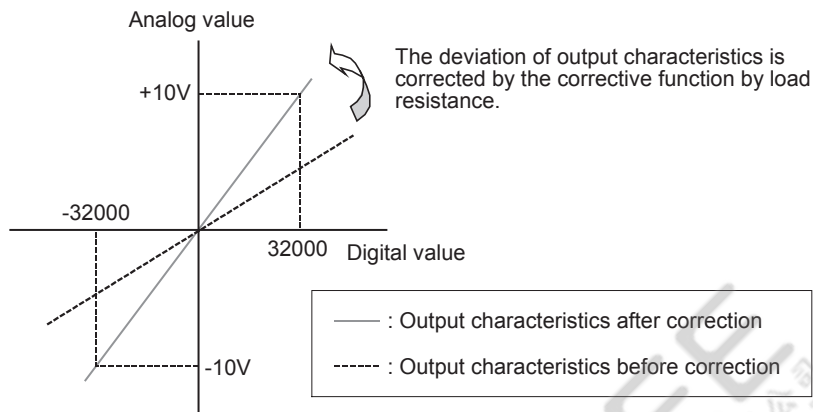 Analog value
The deviation of output characteristics is
corrected by the corrective function by load
resistance.
+10V
-32000
32000
Digital value
-10V
: Output characteristics after correction
: Output characteristics before correction